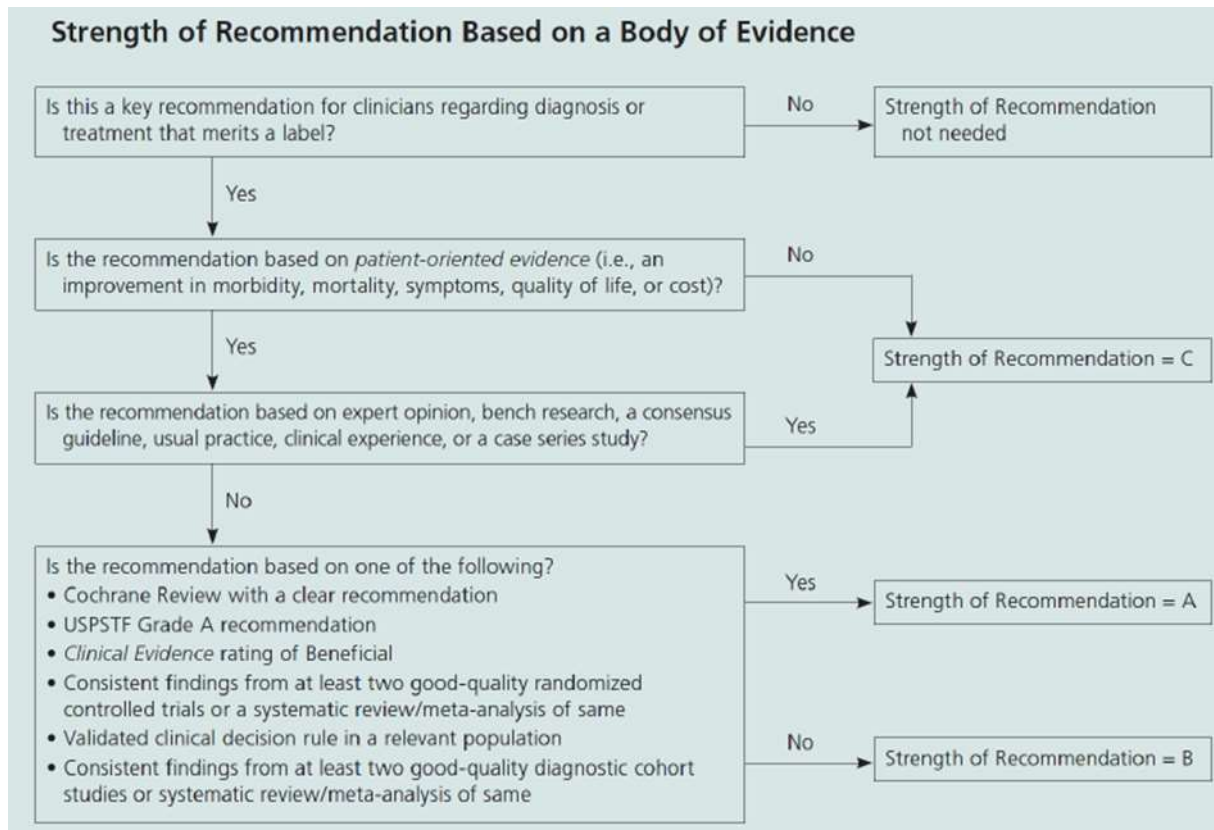 Strength of Recommendation Based on a Body of Evidence
Is this a key recommendation for clinicians regarding diagnosis or
treatment that merits a label?
No
Strength of Recommendation
not needed
Yes
Is the recommendation based on patient-oriented evidence (i.e., an
improvement in morbidity, mortality, symptoms, quality of life, or cost)?
No
Yes
Strength of Recommendation = C
Is the recommendation based on expert opinion, bench research, a consensus
guideline, usual practice, clinical experience, or a case series study?
Yes
No
Is the recommendation based on one of the following?
• Cochrane Review with a clear recommendation
• USPSTF Grade A recommendation
• Clinical Evidence rating of Beneficial
• Consistent findings from at least two good-quality randomized
controlled trials or a systematic review/meta-analysis of same
• Validated clinical decision rule in a relevant population
• Consistent findings from at least two good-quality diagnostic cohort
studies or systematic review/meta-analysis of same
Yes
Strength of Recommendation = A
No
Strength of Recommendation = B